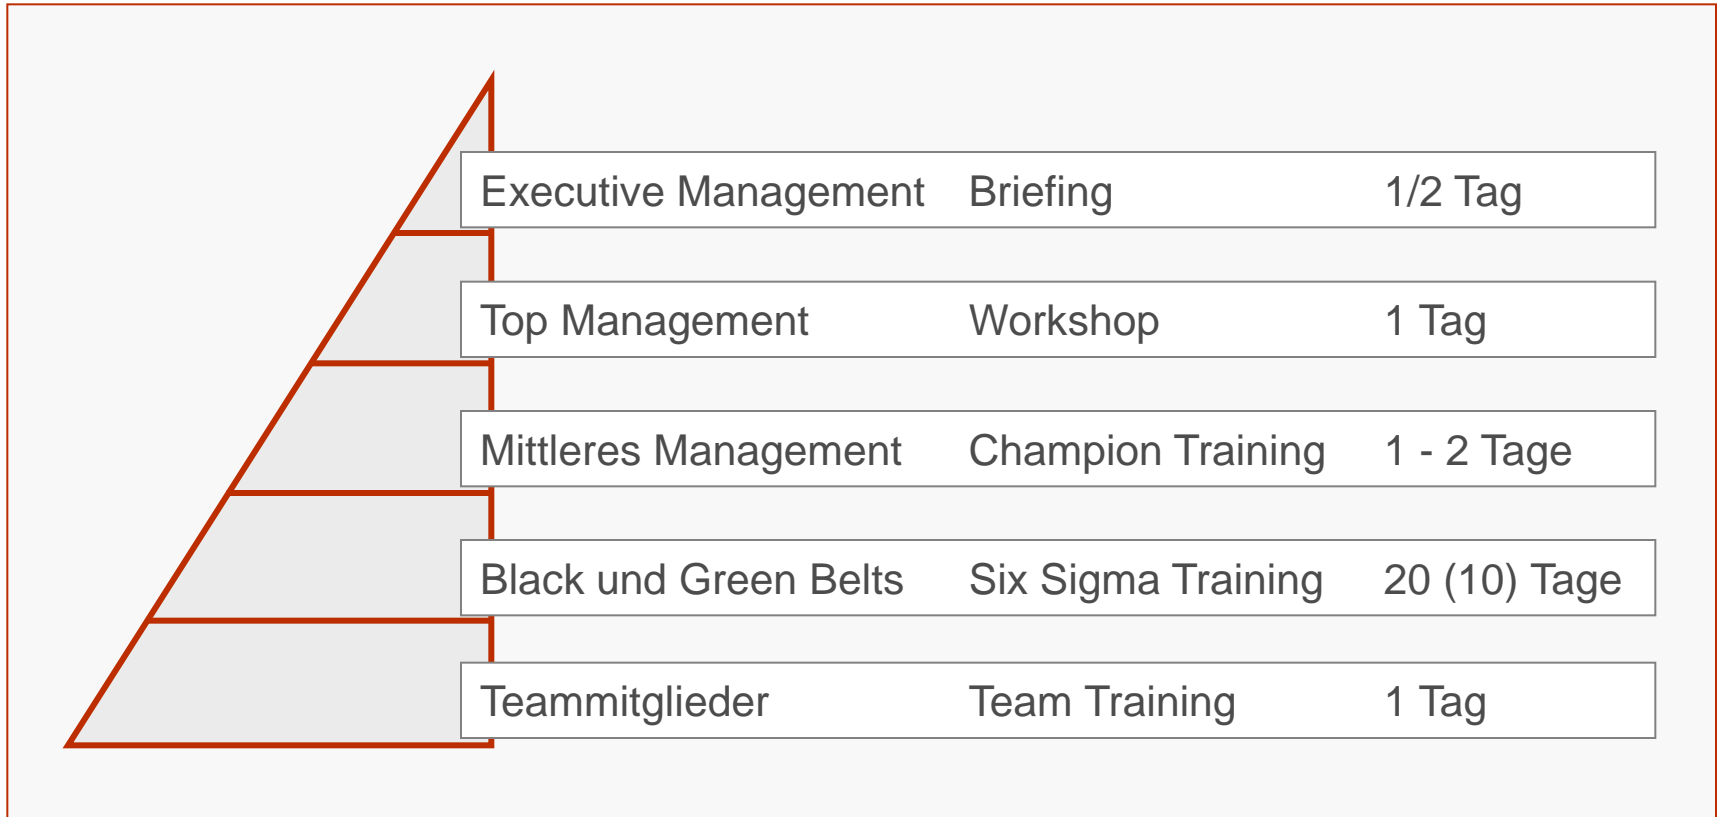 Executive Management Briefing 1/2 Tag
Top Management Workshop 1 Tag
Mittleres Management Champion Training 1 - 2 Tage
Black und Green Belts Six Sigma Training 20 (10) Tage
Teammitglieder Team Training 1 Tag